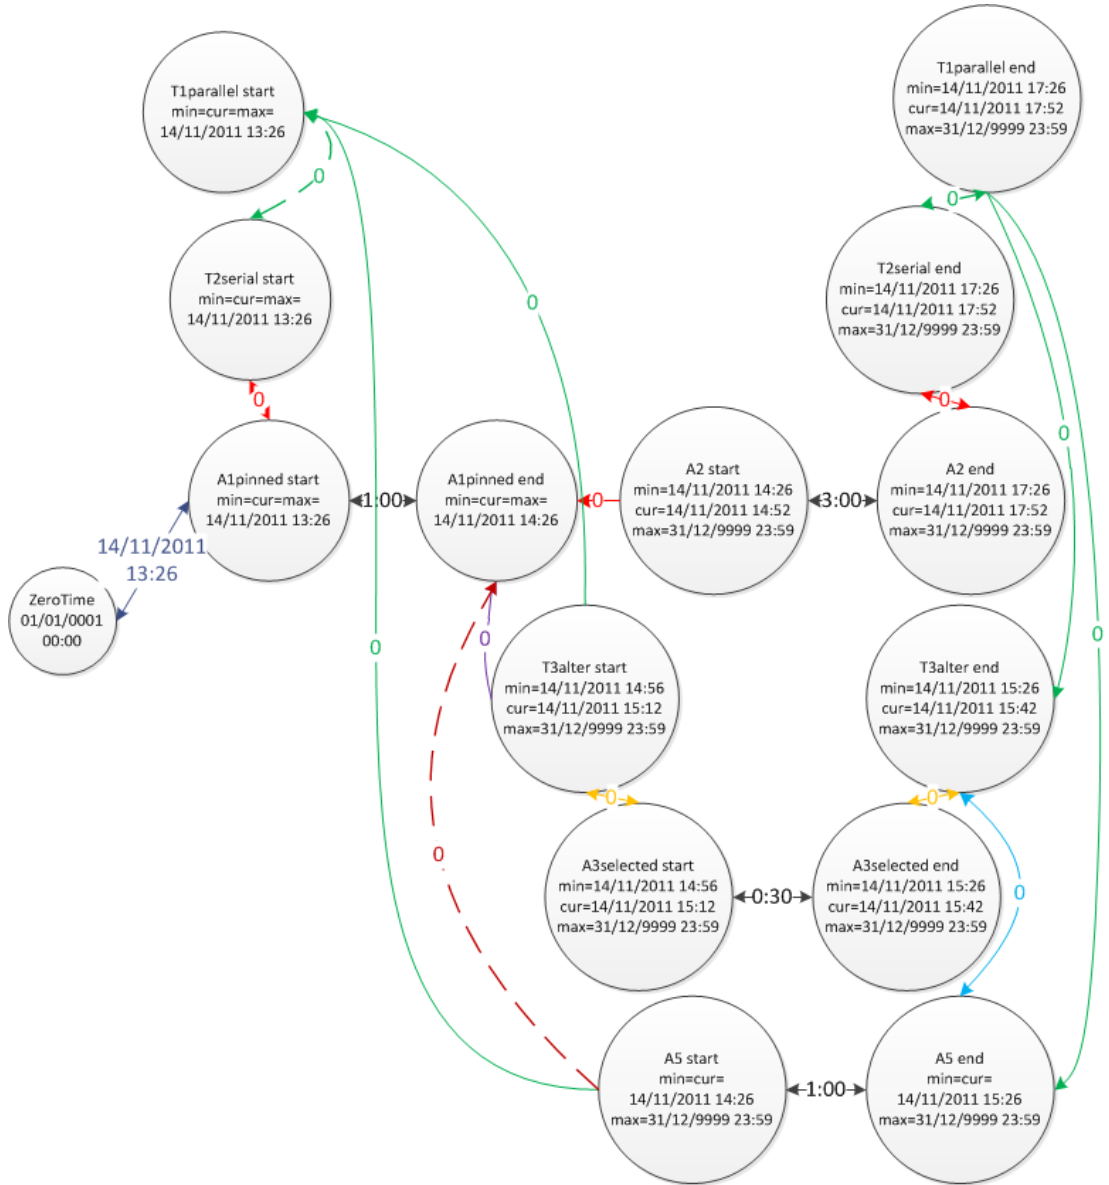 T1parallel start
min=cur=max=
14/11/2011 13:26
T1parallel end
min=14/11/2011 17:26
cur=14/11/2011 17:52
max=31/12/9999 23:59
0
0
T2serial start
min=cur=max=
14/11/2011 13:26
T2serial end
min=14/11/2011 17:26
cur=14/11/2011 17:52
max=31/12/9999 23:59
0
0
0
0
A1pinned start
min=cur=max=
14/11/2011 13:26
1:00
A1pinned end
min=cur=max=
14/11/2011 14:26
0
A2 start
min=14/11/2011 14:26
cur=14/11/2011 14:52
max=31/12/9999 23:59
3:00
A2 end
min=14/11/2011 17:26
cur=14/11/2011 17:52
max=31/12/9999 23:59
14/11/2011
13:26
ZeroTime
01/01/0001
00:00
0
0
0
T3alter start
min=14/11/2011 14:56
cur=14/11/2011 15:12
max=31/12/9999 23:59
T3alter end
min=14/11/2011 15:26
cur=14/11/2011 15:42
max=31/12/9999 23:59
0
0
0
A3selected start
min=14/11/2011 14:56
cur=14/11/2011 15:12
max=31/12/9999 23:59
0:30
A3selected end
min=14/11/2011 15:26
cur=14/11/2011 15:42
max=31/12/9999 23:59
0
A5 start
min=cur=
14/11/2011 14:26
max=31/12/9999 23:59
1:00
A5 end
min=cur=
14/11/2011 15:26
max=31/12/9999 23:59